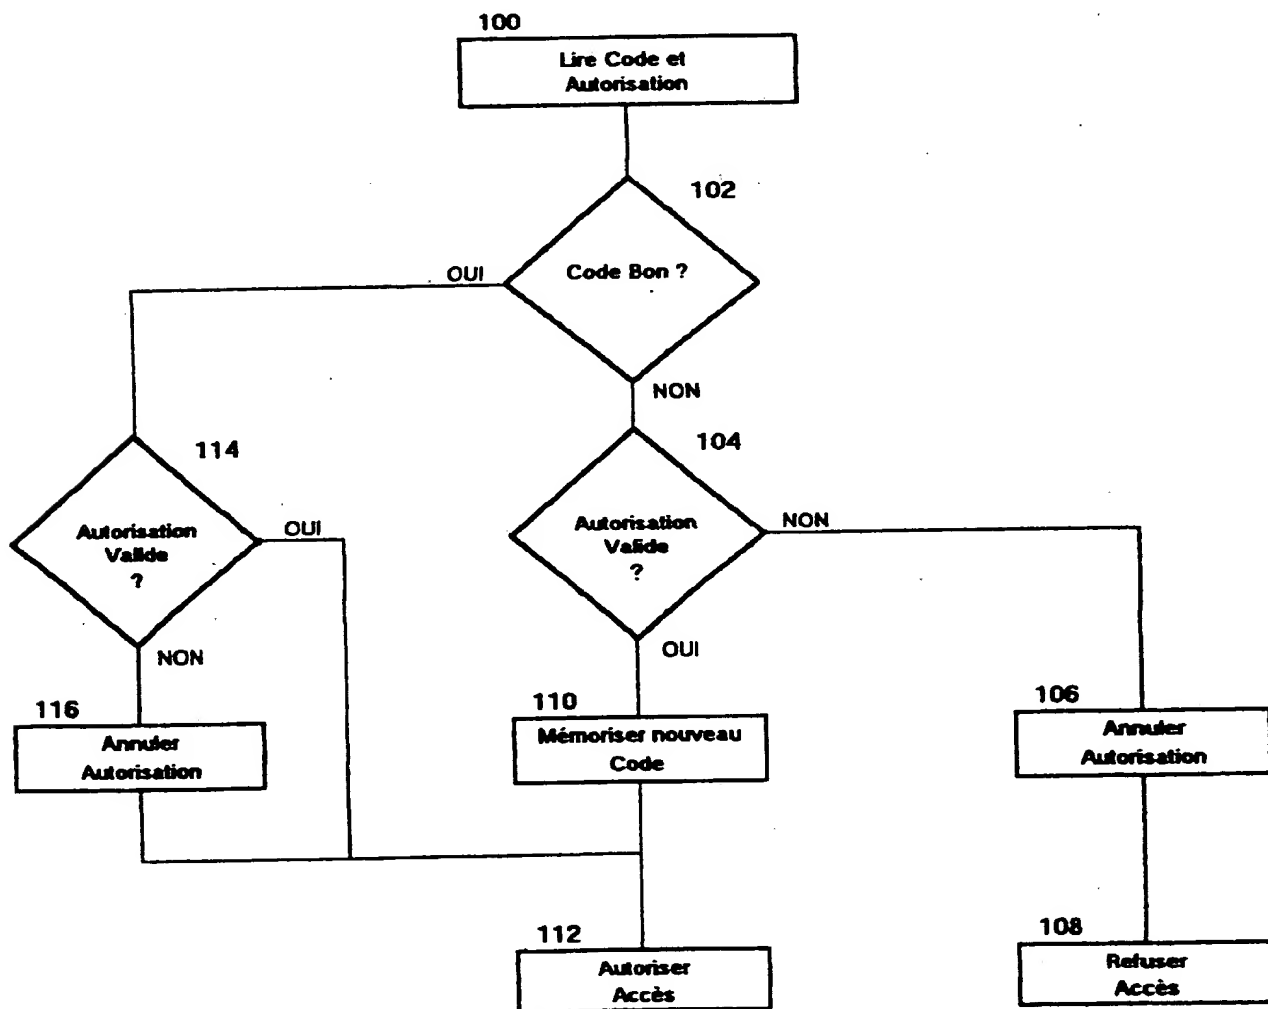 100
Lire Code et
Autorisation
102
Code Bon ?
OUI
NON
114
104
Autorisation
Valide
?
OUI
Autorisation
Valide
?
NON
NON
OUI
116
Annuler
Autorisation
110
Mémoriser nouveau
Code
106
Annuler
Autorisation
112
Autoriser
Accès
108
Refuser
Accès